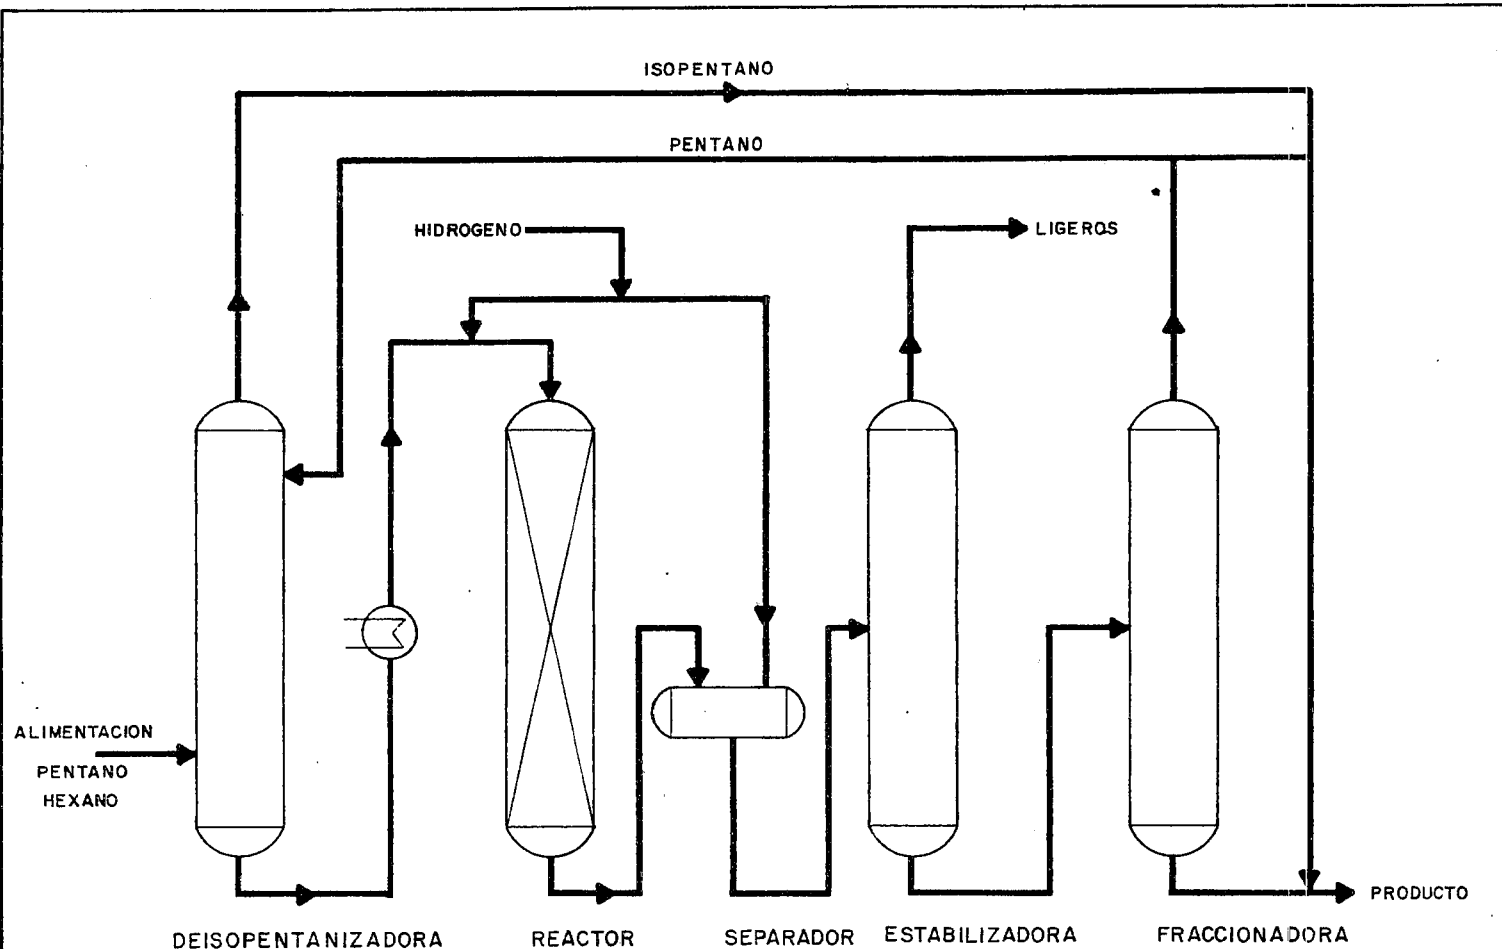 ISOPENTANO
PENTANO
HIDROGENO
LIGEROS
ALIMENTACION
PENTANO
HEXANO
PRODUCTO
DEISOPENTANIZADORA
REACTOR
SEPARADOR
ESTABILIZADORA
FRACCIONADORA